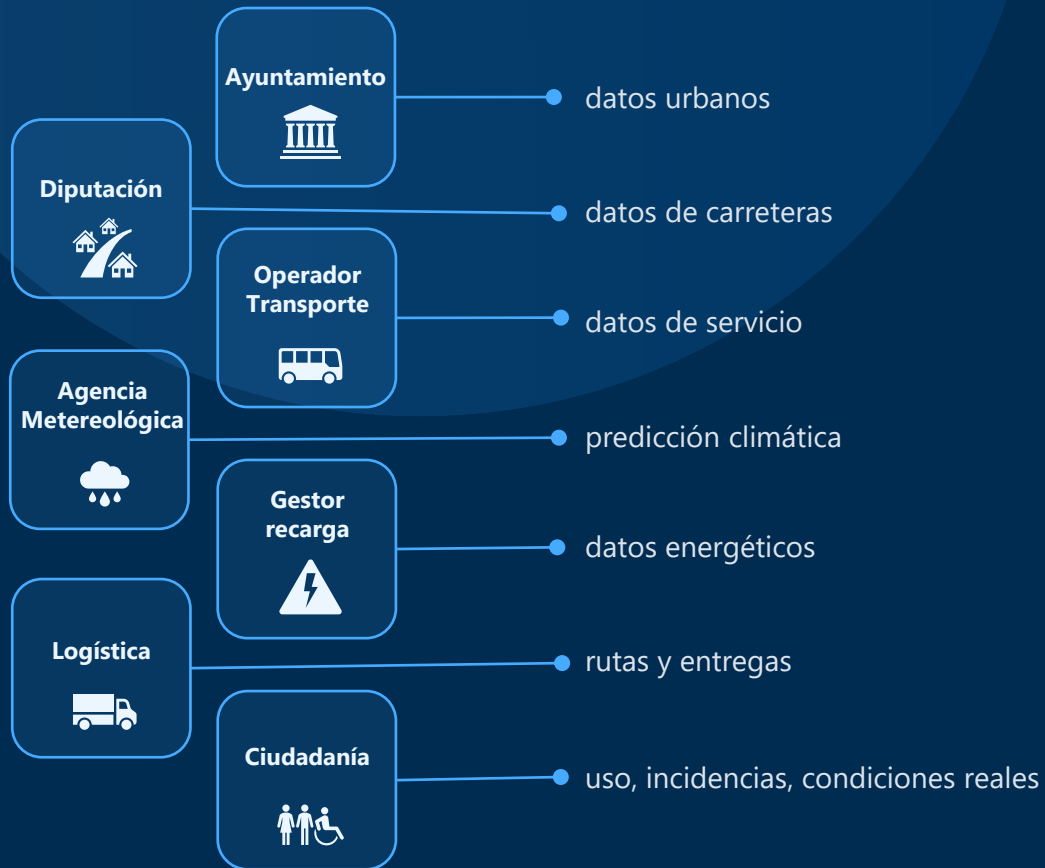 Ayuntamiento
datos urbanos
Diputación
datos de carreteras
Operador
Transporte
datos de servicio
Agencia
Metereológica
predicción climática
Gestor
recarga
datos energéticos
Logística
rutas y entregas
Ciudadanía
uso, incidencias, condiciones reales